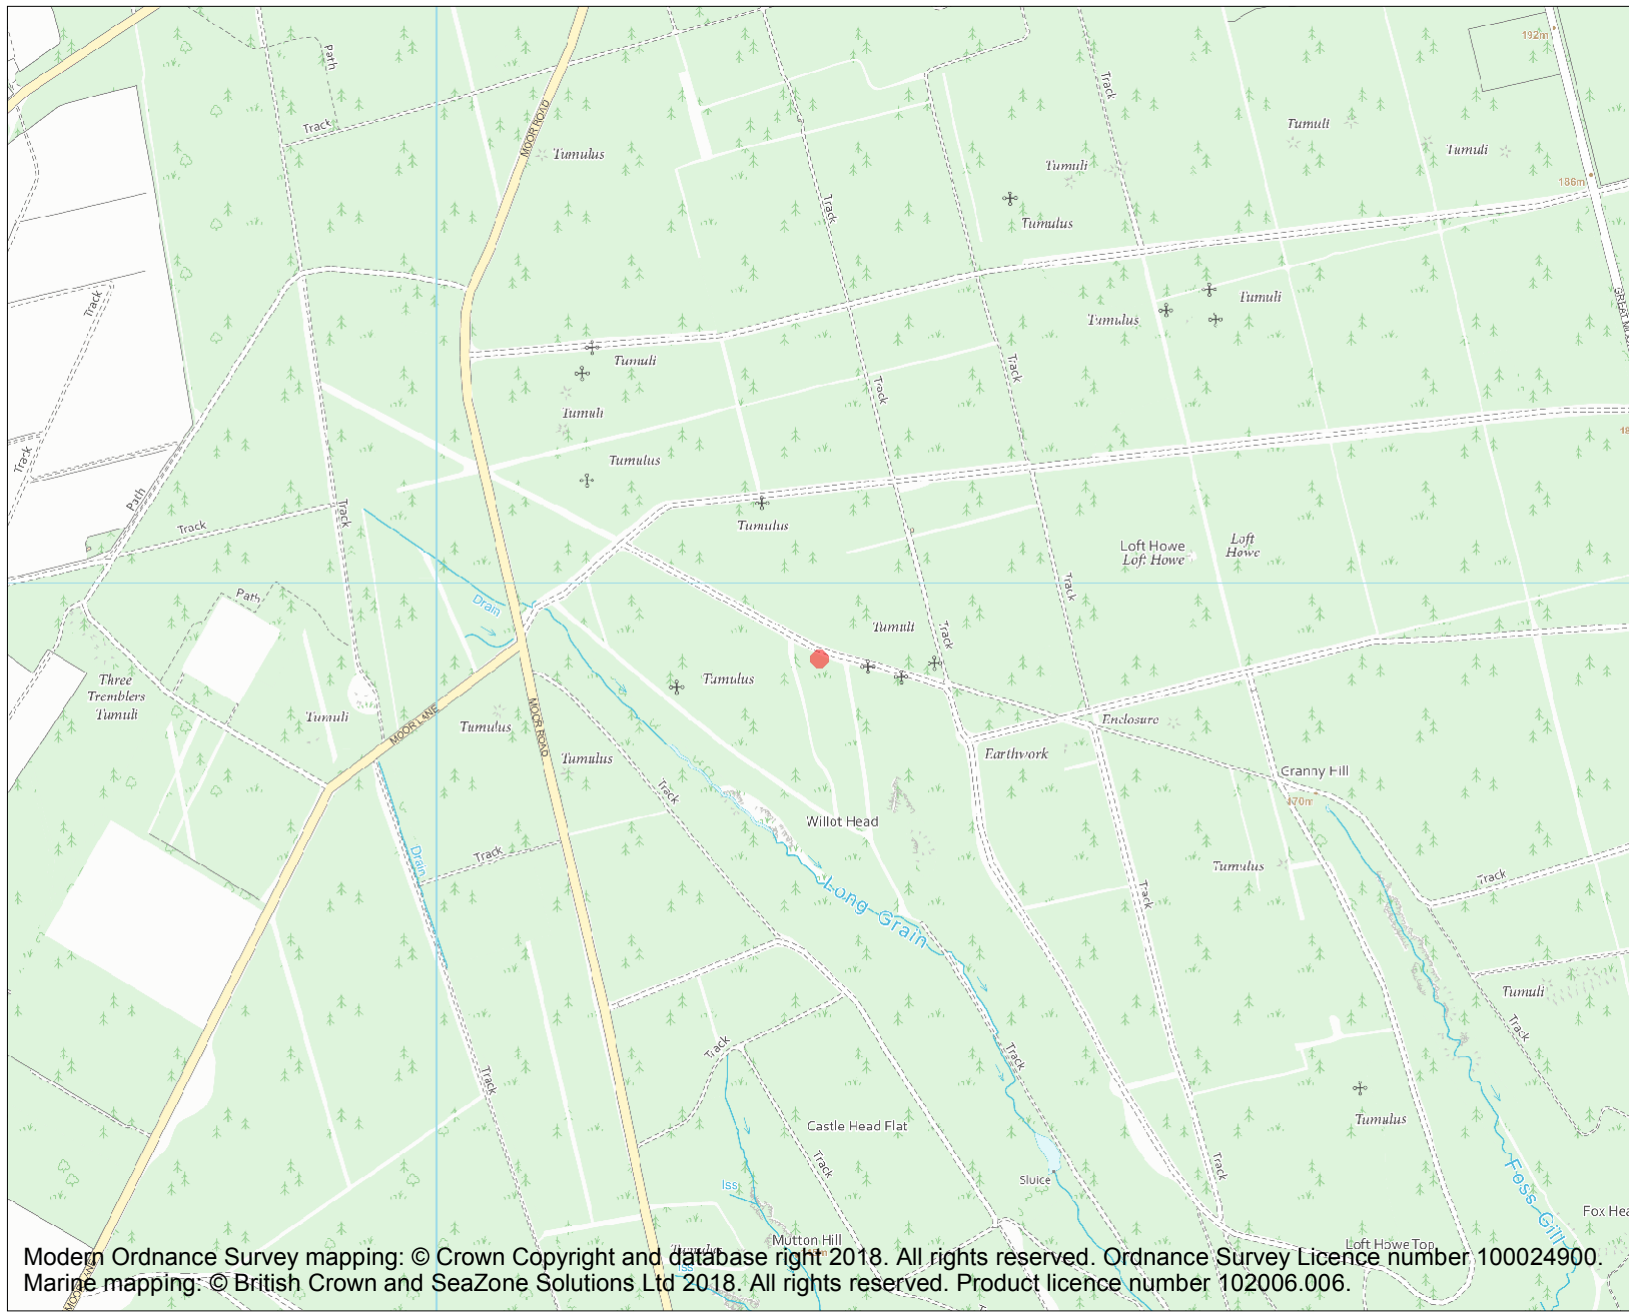 192m
Path
Track
Track
MOOR ROAD
Tumulus
Tumuli
Tumuli
Tumuli
186m
Track
Tumulus
Track
Tumuli
Tumulus
Tumuli
Track
Track
Tumuli
Tumulus
Track
Path
Track
Track
Tumulus
Loft Howe
Loft Howe
Loft
Howe
Track
Path
Drain
Tumuli
Track
Three
Tremblers
Tumuli
Tumulus
Tumuli
MOOR LANE
Tumulus
MOOR ROAD
Enclosure
Tumulus
Earthwork
Granny Hill
170m
Track
Willot Head
Drain
Track
Tumulus
Track
Track
Long Grain
Tumuli
Track
Track
Track
Track
Castle Head Flat
Tumulus
Track
Track
Sluice
Iss
Foss Gill
Mutton Hill
Loft Howe Top
Tumulus
Iss
MOOR LANE
Modern Ordnance Survey mapping: © Crown Copyright and database right 2018. All rights reserved. Ordnance Survey Licence number 100024900.
Marine mapping: © British Crown and SeaZone Solutions Ltd 2018. All rights reserved. Product licence number 102006.006.